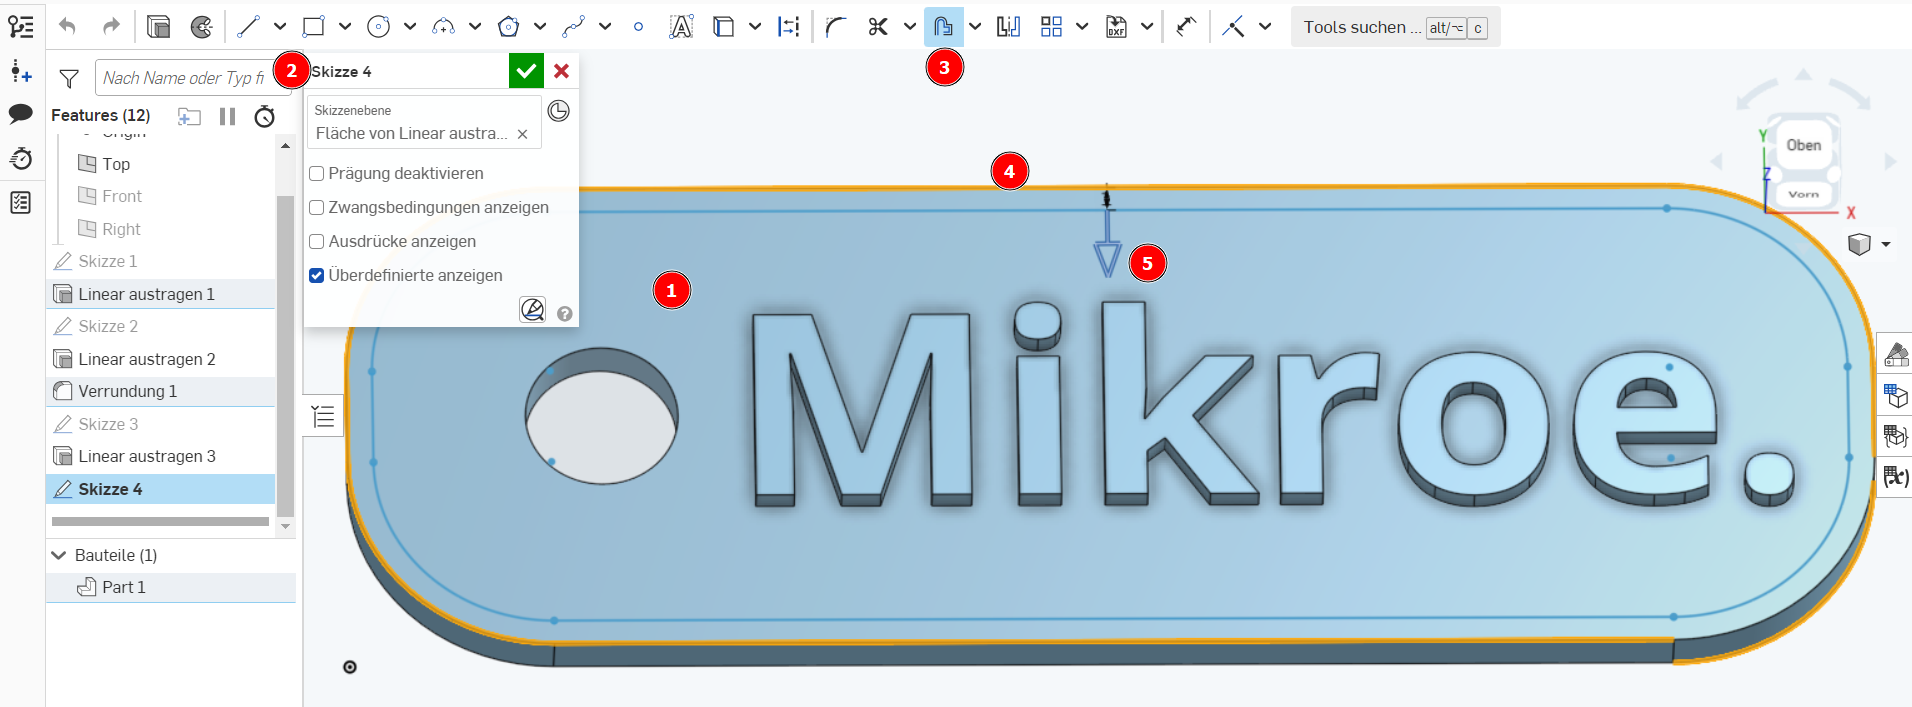 Tools suchen ... alt/⌥ c
Nach Name oder Typ fi
Features (12)
Origin
Top
Front
Right
Skizze 1
Linear austragen 1
Skizze 2
Linear austragen 2
Verrundung 1
Skizze 3
Linear austragen 3
Skizze 4
Bauteile (1)
Part 1
2
Skizze 4
Skizzenebene
Fläche von Linear austra...
Prägung deaktivieren
Zwangsbedingungen anzeigen
Ausdrücke anzeigen
Überdefinierte anzeigen
3
4
5
1
Mikroe.
Y
Oben
Z
Vorn
X
DXF